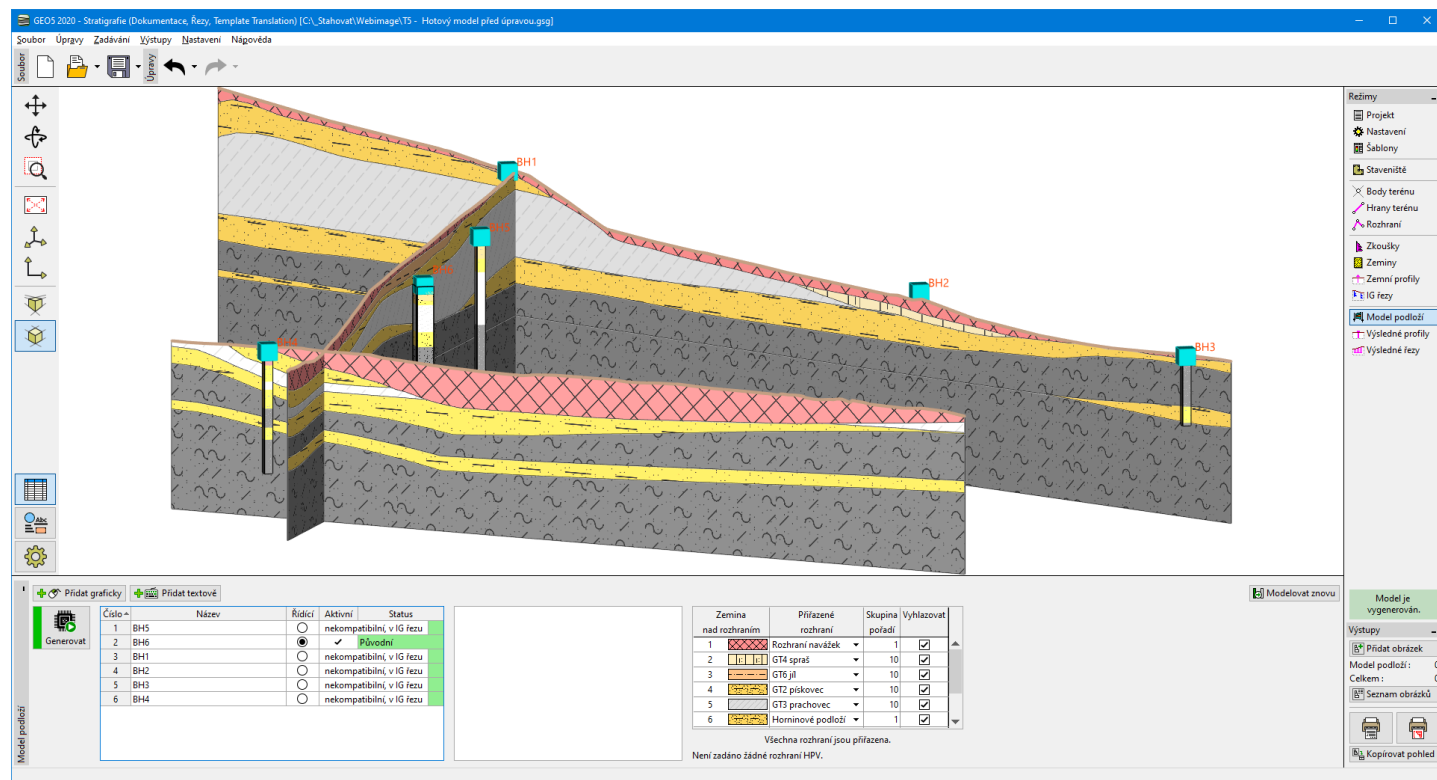 GEO5 2020 - Stratigrafie (Dokumentace, Řezy, Template Translation) [C:\_Stahovat\Webimage\T5 - Hotový model před úpravou.gsg]
Soubor Úpravy Zadávání Výstupy Nastavení Nápověda
Soubor
Úpravy
Režimy
Projekt
Nastavení
Šablony
Staveniště
Body terénu
Hrany terénu
Rozhraní
Zkoušky
Zeminy
Zemní profily
IG řezy
Model podloží
Výsledné profily
Výsledné řezy
BH1
BH2
BH3
Abc
Model podloží
Přidat graficky Přidat textové
Modelovat znovu
Generovat
Číslo Název Řídící Aktivní Status
1 BH5 nekompatibilní, v IG řezu
2 BH6 Původní
3 BH1 nekompatibilní, v IG řezu
4 BH2 nekompatibilní, v IG řezu
5 BH3 nekompatibilní, v IG řezu
6 BH4 nekompatibilní, v IG řezu
Zemina Přiřazené Skupina Vyhlazovat
nad rozhraním rozhraní pořadí
1 Rozhraní navážek 1
2 GT4 spraš 10
3 GT6 jíl 10
4 GT2 pískovec 10
5 GT3 prachovec 10
6 Horninové podloží 1
Všechna rozhraní jsou přiřazena.
Není zadáno žádné rozhraní HPV.
Model je
vygenerován.
Výstupy
Přidat obrázek
Model podloží :
Celkem :
Seznam obrázků
Kopírovat pohled